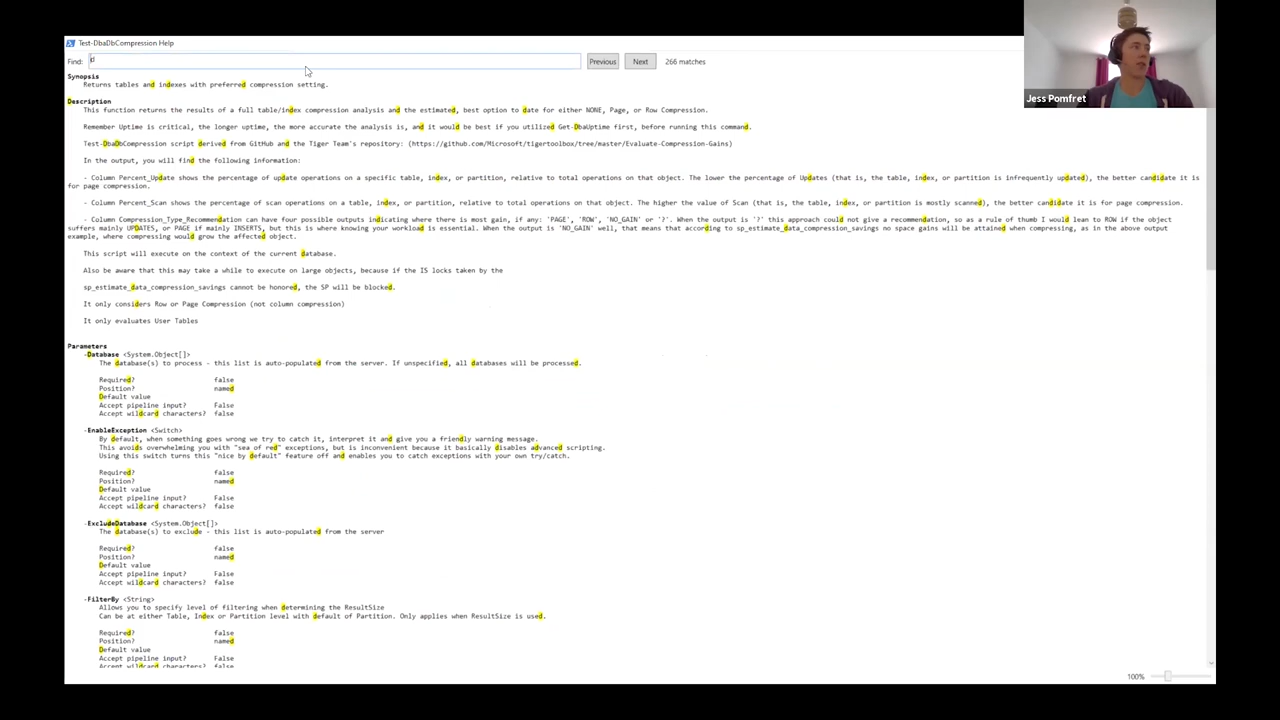 Test-DbaDbCompression Help
Find: d Previous Next 266 matches
Jess Pomfret
Synopsis
Returns tables and indexes with preferred compression setting.
Description
This function returns the results of a full table/index compression analysis and the estimated, best option to date for either NONE, Page, or Row Compression.
Remember Uptime is critical, the longer uptime, the more accurate the analysis is, and it would be best if you utilized Get-DbaUptime first, before running this command.
Test-DbaDbCompression script derived from GitHub and the Tiger Team's repository: (https://github.com/Microsoft/tigertoolbox/tree/master/Evaluate-Compression-Gains)
In the output, you will find the following information:
- Column Percent_Update shows the percentage of update operations on a specific table, index, or partition, relative to total operations on that object. The lower the percentage of Updates (that is, the table, index, or partition is infrequently updated), the better candidate it is
for page compression.
- Column Percent_Scan shows the percentage of scan operations on a table, index, or partition, relative to total operations on that object. The higher the value of Scan (that is, the table, index, or partition is mostly scanned), the better candidate it is for page compression.
- Column Compression_Type_Recommendation can have four possible outputs indicating where there is most gain, if any: 'PAGE', 'ROW', 'NO_GAIN' or '?'. When the output is '?' this approach could not give a recommendation, so as a rule of thumb I would lean to ROW if the object
suffers mainly UPDATES, or PAGE if mainly INSERTS, but this is where knowing your workload is essential. When the output is 'NO_GAIN' well, that means that according to sp_estimate_data_compression_savings no space gains will be attained when compressing, as in the above output
example, where compressing would grow the affected object.
This script will execute on the context of the current database.
Also be aware that this may take a while to execute on large objects, because if the IS locks taken by the
sp_estimate_data_compression_savings cannot be honored, the SP will be blocked.
It only considers Row or Page Compression (not column compression)
It only evaluates User Tables
Parameters
-Database <System.Object[]>
The database(s) to process - this list is auto-populated from the server. If unspecified, all databases will be processed.
Required? false
Position? named
Default value
Accept pipeline input? False
Accept wildcard characters? false
-EnableException <Switch>
By default, when something goes wrong we try to catch it, interpret it and give you a friendly warning message.
This avoids overwhelming you with "sea of red" exceptions, but is inconvenient because it basically disables advanced scripting.
Using this switch turns this "nice by default" feature off and enables you to catch exceptions with your own try/catch.
Required? false
Position? named
Default value
Accept pipeline input? False
Accept wildcard characters? false
-ExcludeDatabase <System.Object[]>
The database(s) to exclude - this list is auto-populated from the server
Required? false
Position? named
Default value
Accept pipeline input? False
Accept wildcard characters? false
-FilterBy <String>
Allows you to specify level of filtering when determining the ResultSize
Can be at either Table, Index or Partition level with default of Partition. Only applies when ResultSize is used.
Required? false
Position? named
Default value
Accept pipeline input? False
Accept wildcard characters? false
100%